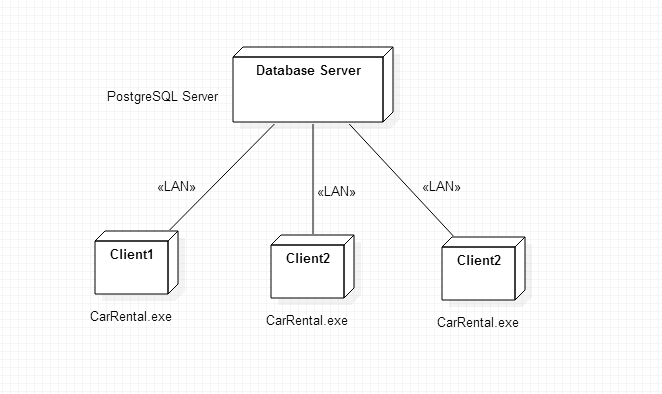 Database Server
PostgreSQL Server
«LAN»
«LAN»
«LAN»
Client1
Client2
Client2
CarRental.exe
CarRental.exe
CarRental.exe